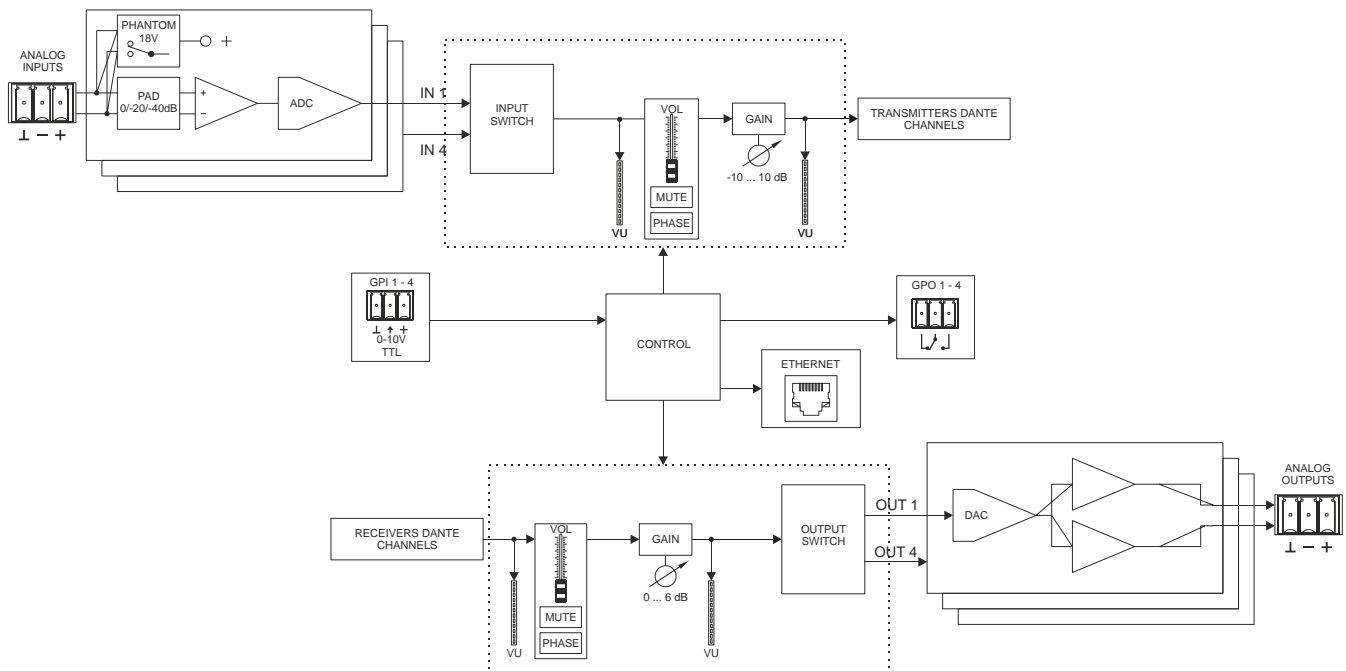 ANALOG
INPUTS
⊥ − +
PHANTOM
18V
+
PAD
0/-20/-40dB
+
−
ADC
IN 1
IN 4
INPUT
SWITCH
VU
VOL
MUTE
PHASE
GAIN
-10 ... 10 dB
VU
TRANSMITTERS DANTE
CHANNELS
GPI 1 - 4
⊥ ↑ +
0-10V
TTL
CONTROL
GPO 1 - 4
ETHERNET
RECEIVERS DANTE
CHANNELS
VU
VOL
MUTE
PHASE
GAIN
0 ... 6 dB
VU
OUTPUT
SWITCH
OUT 1
OUT 4
DAC
ANALOG
OUTPUTS
⊥ − +